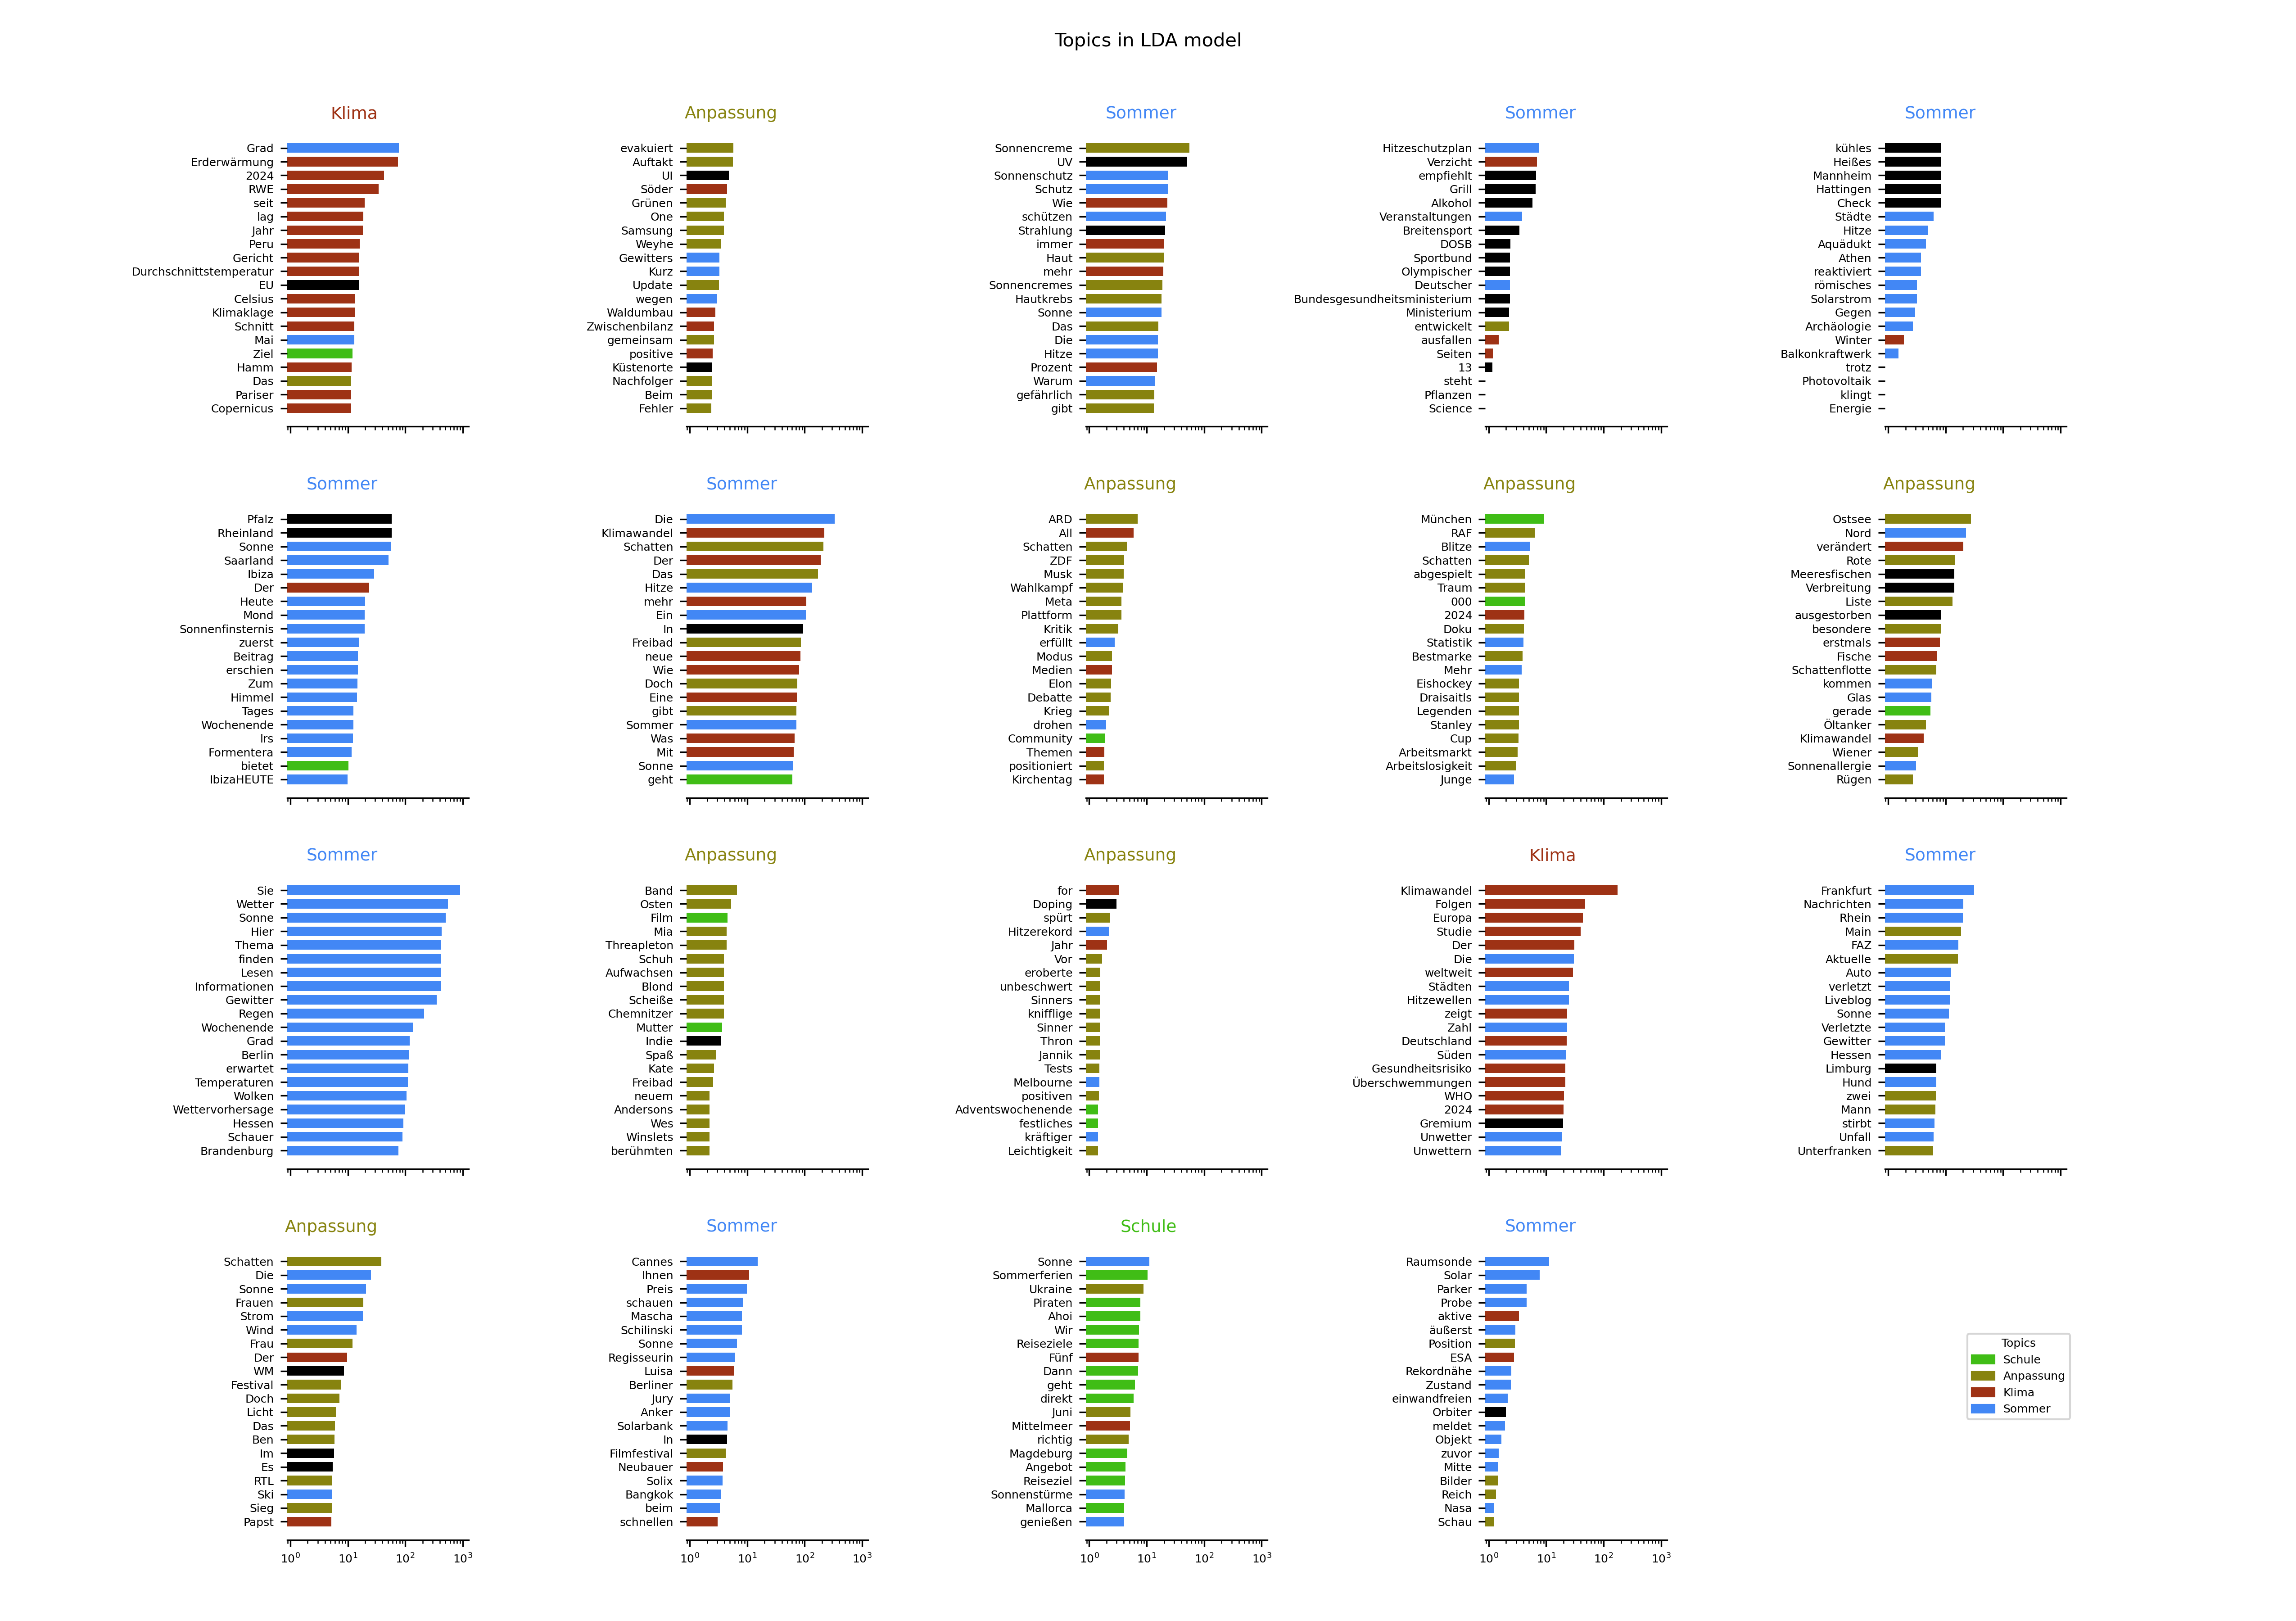 Topics in LDA model
Klima
Grad
Erderwärmung
2024
RWE
seit
lag
Jahr
Peru
Gericht
Durchschnittstemperatur
EU
Celsius
Klimaklage
Schnitt
Mai
Ziel
Hamm
Das
Pariser
Copernicus
Anpassung
evakuiert
Auftakt
UI
Söder
Grünen
One
Samsung
Weyhe
Gewitters
Kurz
Update
wegen
Waldumbau
Zwischenbilanz
gemeinsam
positive
Küstenorte
Nachfolger
Beim
Fehler
Sommer
Sonnencreme
UV
Sonnenschutz
Schutz
Wie
schützen
Strahlung
immer
Haut
mehr
Sonnencremes
Hautkrebs
Sonne
Das
Die
Hitze
Prozent
Warum
gefährlich
gibt
Sommer
Hitzeschutzplan
Verzicht
empfiehlt
Grill
Alkohol
Veranstaltungen
Breitensport
DOSB
Sportbund
Olympischer
Deutscher
Bundesgesundheitsministerium
Ministerium
entwickelt
ausfallen
Seiten
13
steht
Pflanzen
Science
Sommer
kühles
Heißes
Mannheim
Hattingen
Check
Städte
Hitze
Aquädukt
Athen
reaktiviert
römisches
Solarstrom
Gegen
Archäologie
Winter
Balkonkraftwerk
trotz
Photovoltaik
klingt
Energie
Sommer
Pfalz
Rheinland
Sonne
Saarland
Ibiza
Der
Heute
Mond
Sonnenfinsternis
zuerst
Beitrag
erschien
Zum
Himmel
Tages
Wochenende
lrs
Formentera
bietet
IbizaHEUTE
Sommer
Die
Klimawandel
Schatten
Der
Das
Hitze
mehr
Ein
In
Freibad
neue
Wie
Doch
Eine
gibt
Sommer
Was
Mit
Sonne
geht
Anpassung
ARD
All
Schatten
ZDF
Musk
Wahlkampf
Meta
Plattform
Kritik
erfüllt
Modus
Medien
Elon
Debatte
Krieg
drohen
Community
Themen
positioniert
Kirchentag
Anpassung
München
RAF
Blitze
Schatten
abgespielt
Traum
000
2024
Doku
Statistik
Bestmarke
Mehr
Eishockey
Draisaitls
Legenden
Stanley
Cup
Arbeitsmarkt
Arbeitslosigkeit
Junge
Anpassung
Ostsee
Nord
verändert
Rote
Meeresfischen
Verbreitung
Liste
ausgestorben
besondere
erstmals
Fische
Schattenflotte
kommen
Glas
gerade
Öltanker
Klimawandel
Wiener
Sonnenallergie
Rügen
Sommer
Sie
Wetter
Sonne
Hier
Thema
finden
Lesen
Informationen
Gewitter
Regen
Wochenende
Grad
Berlin
erwartet
Temperaturen
Wolken
Wettervorhersage
Hessen
Schauer
Brandenburg
Anpassung
Band
Osten
Film
Mia
Threapleton
Schuh
Aufwachsen
Blond
Scheiße
Chemnitzer
Mutter
Indie
Spaß
Kate
Freibad
neuem
Andersons
Wes
Winslets
berühmten
Anpassung
for
Doping
spürt
Hitzerekord
Jahr
Vor
eroberte
unbeschwert
Sinners
knifflige
Sinner
Thron
Jannik
Tests
Melbourne
positiven
Adventswochenende
festliches
kräftiger
Leichtigkeit
Klima
Klimawandel
Folgen
Europa
Studie
Der
Die
weltweit
Städten
Hitzewellen
zeigt
Zahl
Deutschland
Süden
Gesundheitsrisiko
Überschwemmungen
WHO
2024
Gremium
Unwetter
Unwettern
Sommer
Frankfurt
Nachrichten
Rhein
Main
FAZ
Aktuelle
Auto
verletzt
Liveblog
Sonne
Verletzte
Gewitter
Hessen
Limburg
Hund
zwei
Mann
stirbt
Unfall
Unterfranken
Anpassung
Schatten
Die
Sonne
Frauen
Strom
Wind
Frau
Der
WM
Festival
Doch
Licht
Das
Ben
Im
Es
RTL
Ski
Sieg
Papst
10⁰ 10¹ 10² 10³
Sommer
Cannes
Ihnen
Preis
schauen
Mascha
Schilinski
Sonne
Regisseurin
Luisa
Berliner
Jury
Anker
Solarbank
In
Filmfestival
Neubauer
Solix
Bangkok
beim
schnellen
10⁰ 10¹ 10² 10³
Schule
Sonne
Sommerferien
Ukraine
Piraten
Ahoi
Wir
Reiseziele
Fünf
Dann
geht
direkt
Juni
Mittelmeer
richtig
Magdeburg
Angebot
Reiseziel
Sonnenstürme
Mallorca
genießen
10⁰ 10¹ 10² 10³
Sommer
Raumsonde
Solar
Parker
Probe
aktive
äußerst
Position
ESA
Rekordnähe
Zustand
einwandfreien
Orbiter
meldet
Objekt
zuvor
Mitte
Bilder
Reich
Nasa
Schau
10⁰ 10¹ 10² 10³
Topics
Schule
Anpassung
Klima
Sommer